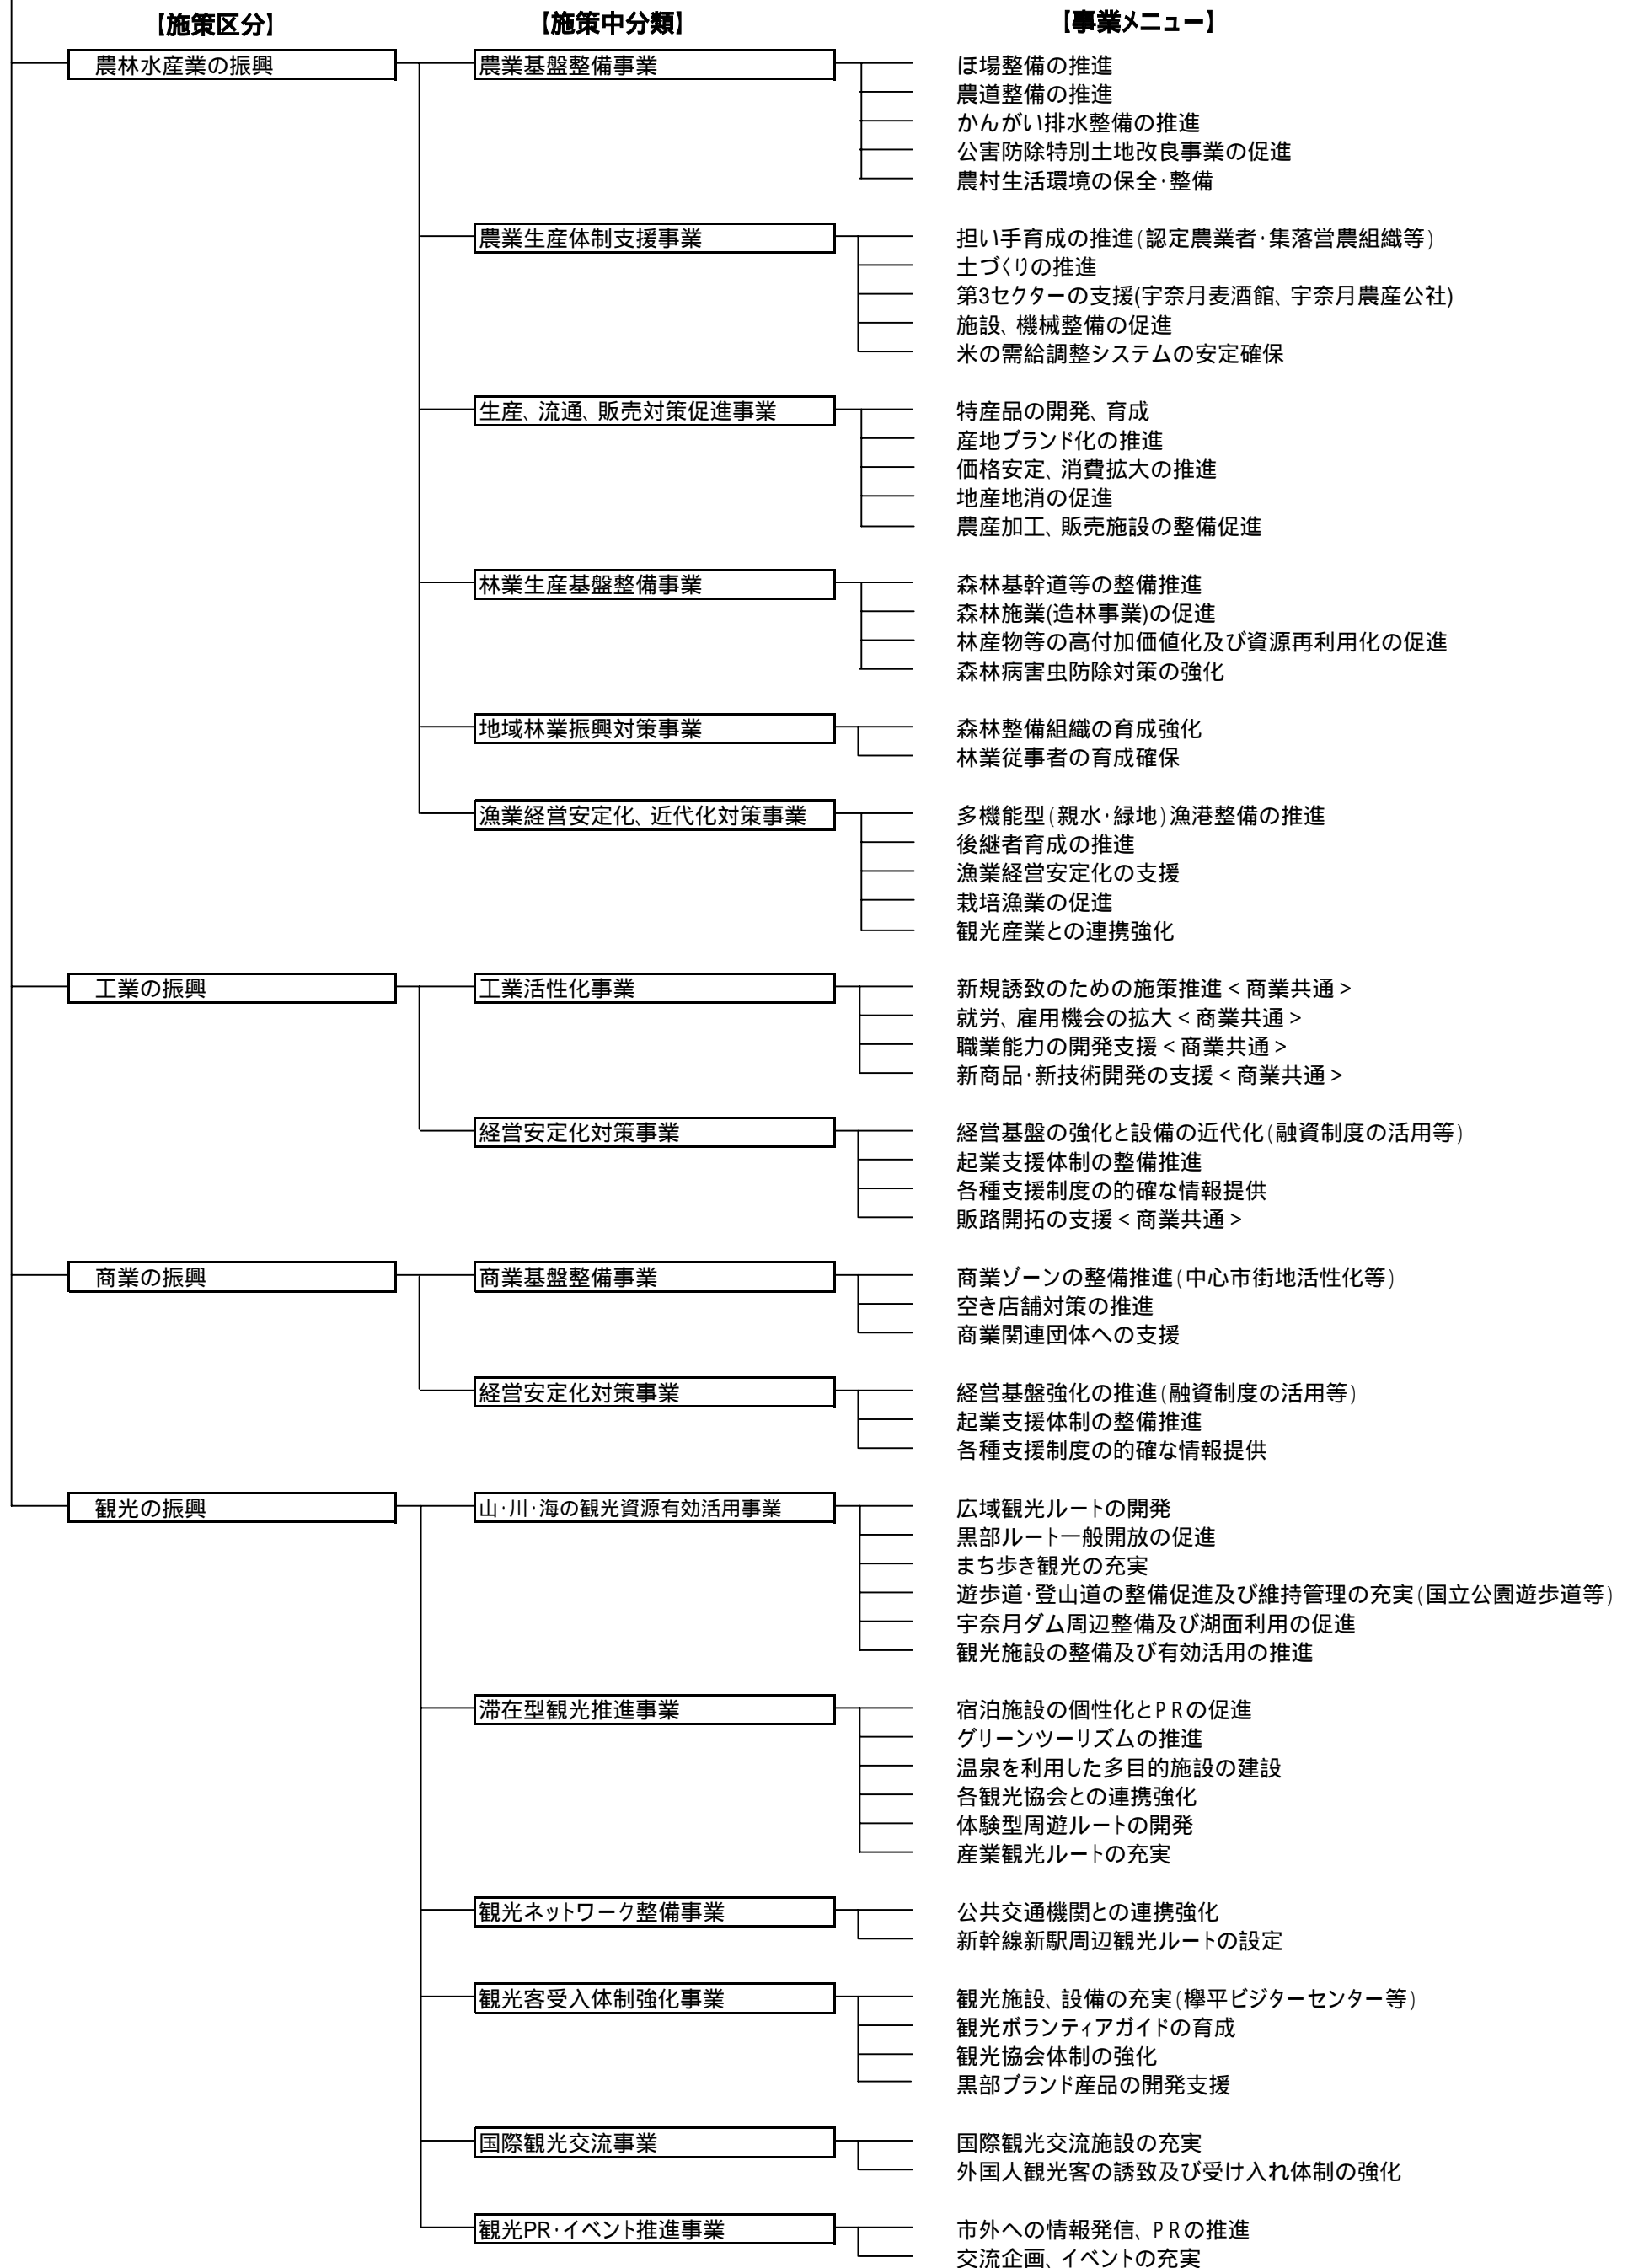 【施策区分】 【施策中分類】 【事業メニュー】
農林水産業の振興 農業基盤整備事業 ほ場整備の推進
農道整備の推進
かんがい排水整備の推進
公害防除特別土地改良事業の促進
農村生活環境の保全・整備
農業生産体制支援事業 担い手育成の推進(認定農業者・集落営農組織等)
土づくりの推進
第3セクターの支援(宇奈月麦酒館、宇奈月農産公社)
施設、機械整備の促進
米の需給調整システムの安定確保
生産、流通、販売対策促進事業 特産品の開発、育成
産地ブランド化の推進
価格安定、消費拡大の推進
地産地消の促進
農産加工、販売施設の整備促進
林業生産基盤整備事業 森林基幹道等の整備推進
森林施業(造林事業)の促進
林産物等の高付加価値化及び資源再利用化の促進
森林病害虫防除対策の強化
地域林業振興対策事業 森林整備組織の育成強化
林業従事者の育成確保
漁業経営安定化、近代化対策事業 多機能型(親水・緑地)漁港整備の推進
後継者育成の推進
漁業経営安定化の支援
栽培漁業の促進
観光産業との連携強化
工業の振興 工業活性化事業 新規誘致のための施策推進<商業共通>
就労、雇用機会の拡大<商業共通>
職業能力の開発支援<商業共通>
新商品・新技術開発の支援<商業共通>
経営安定化対策事業 経営基盤の強化と設備の近代化(融資制度の活用等)
起業支援体制の整備推進
各種支援制度の的確な情報提供
販路開拓の支援<商業共通>
商業の振興 商業基盤整備事業 商業ゾーンの整備推進(中心市街地活性化等)
空き店舗対策の推進
商業関連団体への支援
経営安定化対策事業 経営基盤強化の推進(融資制度の活用等)
起業支援体制の整備推進
各種支援制度の的確な情報提供
観光の振興 山・川・海の観光資源有効活用事業 広域観光ルートの開発
黒部ルート一般開放の促進
まち歩き観光の充実
遊歩道・登山道の整備促進及び維持管理の充実(国立公園遊歩道等)
宇奈月ダム周辺整備及び湖面利用の促進
観光施設の整備及び有効活用の推進
滞在型観光推進事業 宿泊施設の個性化とPRの促進
グリーンツーリズムの推進
温泉を利用した多目的施設の建設
各観光協会との連携強化
体験型周遊ルートの開発
産業観光ルートの充実
観光ネットワーク整備事業 公共交通機関との連携強化
新幹線新駅周辺観光ルートの設定
観光客受入体制強化事業 観光施設、設備の充実(欅平ビジターセンター等)
観光ボランティアガイドの育成
観光協会体制の強化
黒部ブランド産品の開発支援
国際観光交流事業 国際観光交流施設の充実
外国人観光客の誘致及び受け入れ体制の強化
観光PR・イベント推進事業 市外への情報発信、PRの推進
交流企画、イベントの充実